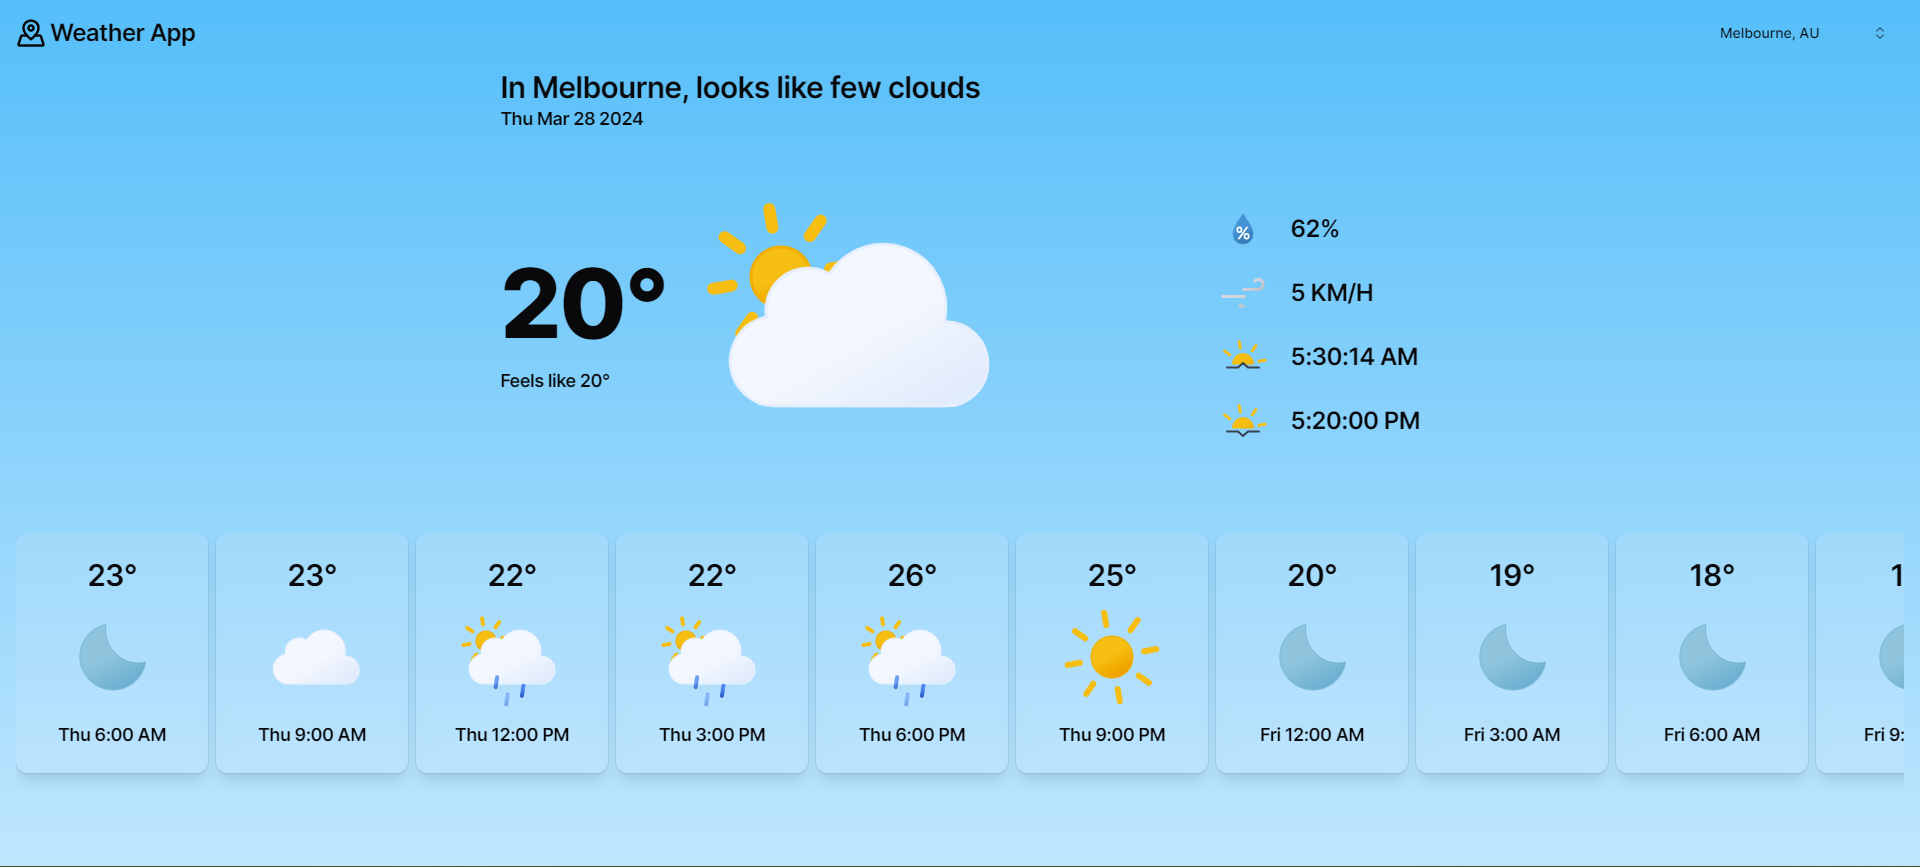 Weather App
Melbourne, AU
In Melbourne, looks like few clouds
Thu Mar 28 2024
20°
Feels like 20°
%
62%
5 KM/H
5:30:14 AM
5:20:00 PM
23°
Thu 6:00 AM
23°
Thu 9:00 AM
22°
Thu 12:00 PM
22°
Thu 3:00 PM
26°
Thu 6:00 PM
25°
Thu 9:00 PM
20°
Fri 12:00 AM
19°
Fri 3:00 AM
18°
Fri 6:00 AM
1
Fri 9: